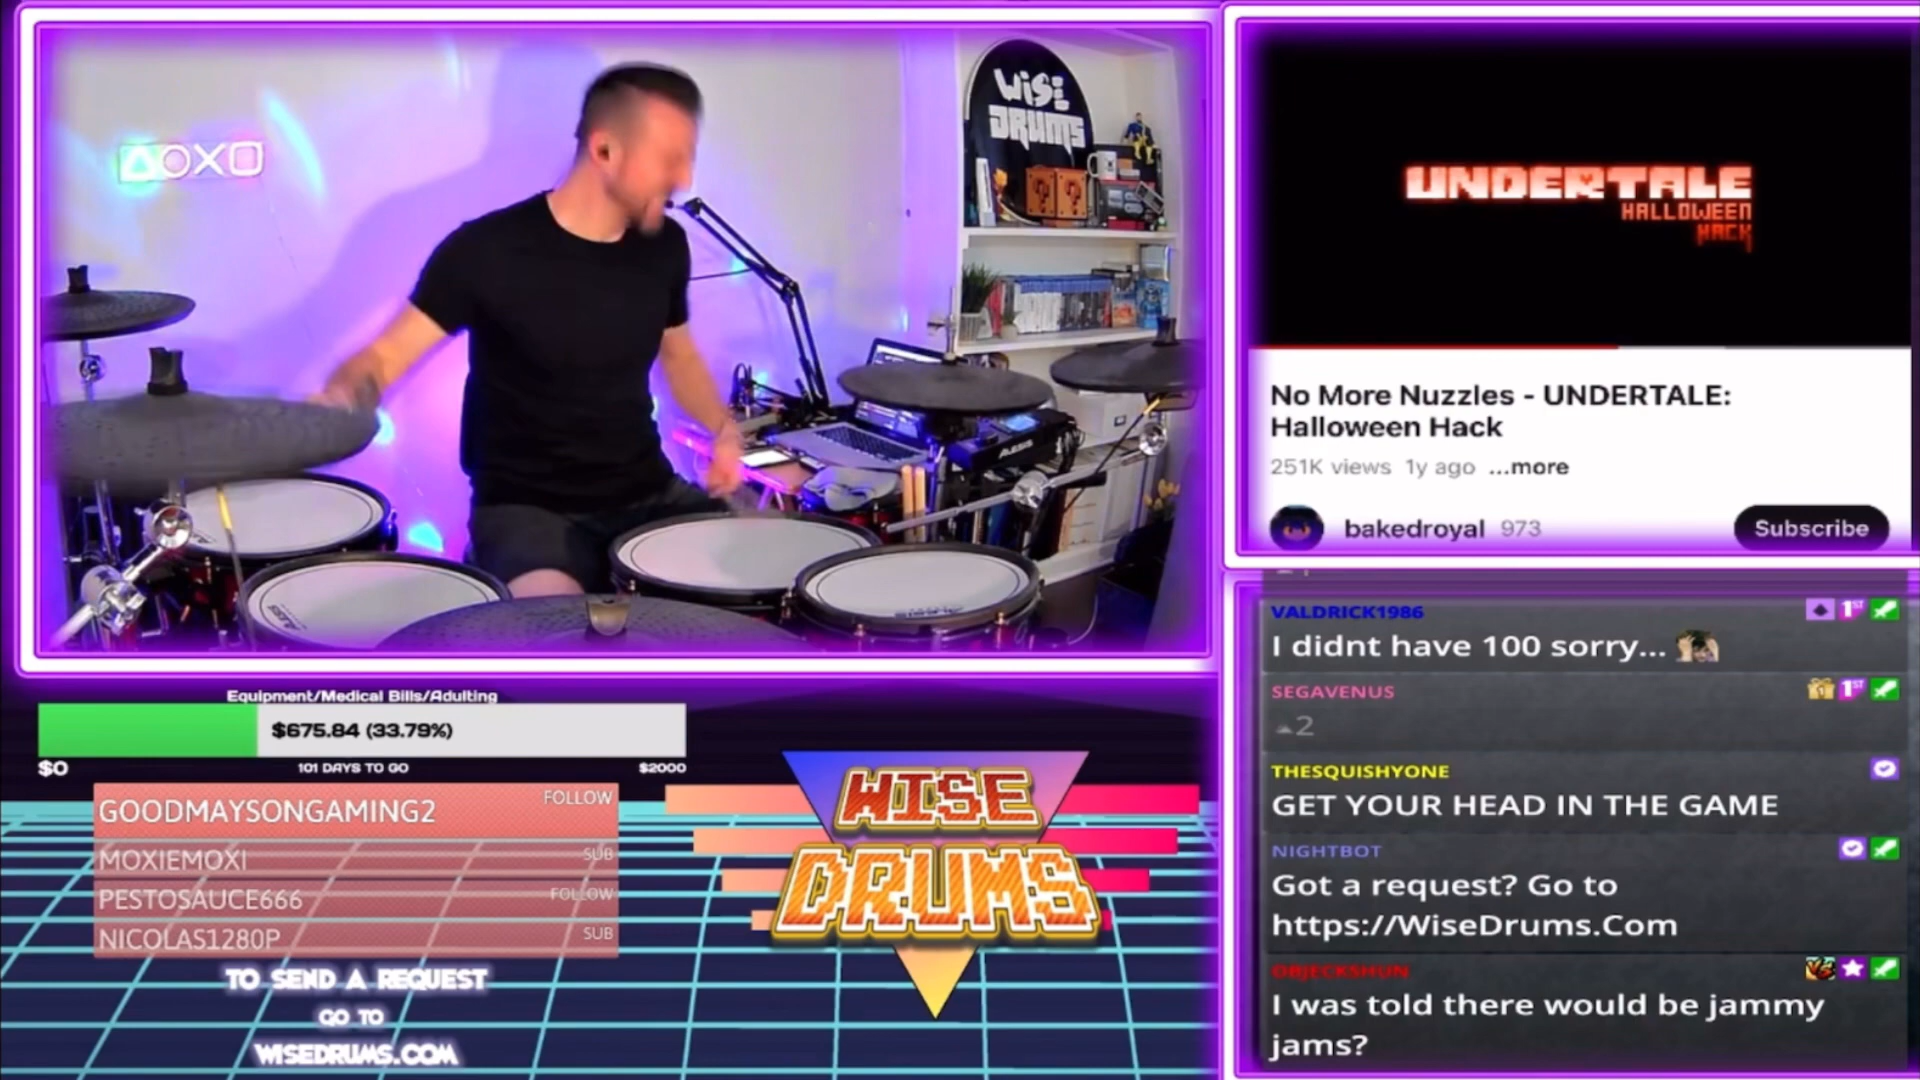 WISE
DRUMS
ALESIS
UNDERTALE
HALLOWEEN
HACK
No More Nuzzles - UNDERTALE:
Halloween Hack
251K views 1y ago ...more
bakedroyal 973
Subscribe
VALDRICK1986
1ST
I didnt have 100 sorry...
SEGAVENUS
1ST
2
THESQUISHYONE
GET YOUR HEAD IN THE GAME
NIGHTBOT
Got a request? Go to
https://WiseDrums.Com
OBJECKSHUN
I was told there would be jammy
jams?
Equipment/Medical Bills/Adulting
$675.84 (33.79%)
$0 101 DAYS TO GO $2000
GOODMAYSONGAMING2 FOLLOW
MOXIEMOXI SUB
PESTOSAUCE666 FOLLOW
NICOLAS1280P SUB
TO SEND A REQUEST
GO TO
WISEDRUMS.COM
WISE
DRUMS